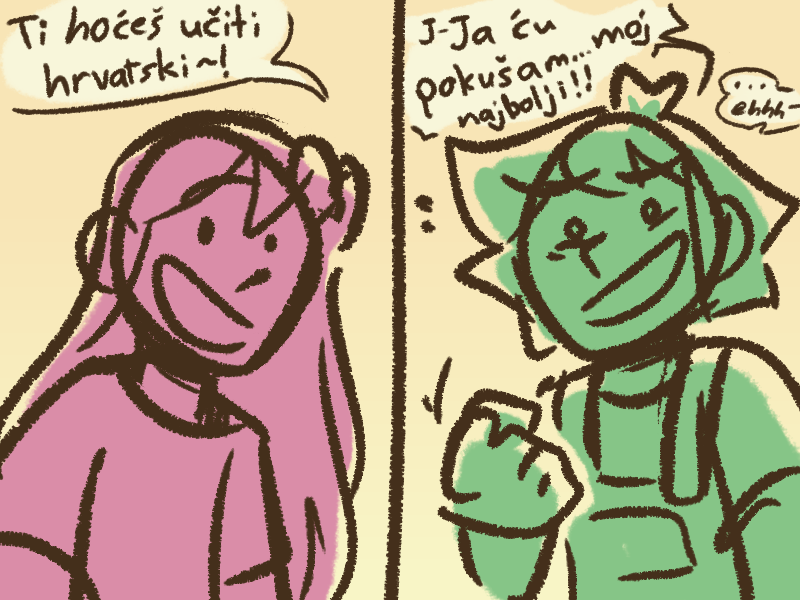 Ti hoćeš učiti
hrvatski~!
J-Ja ću
pokušam... moj
najbolji!!
...
ehhh-